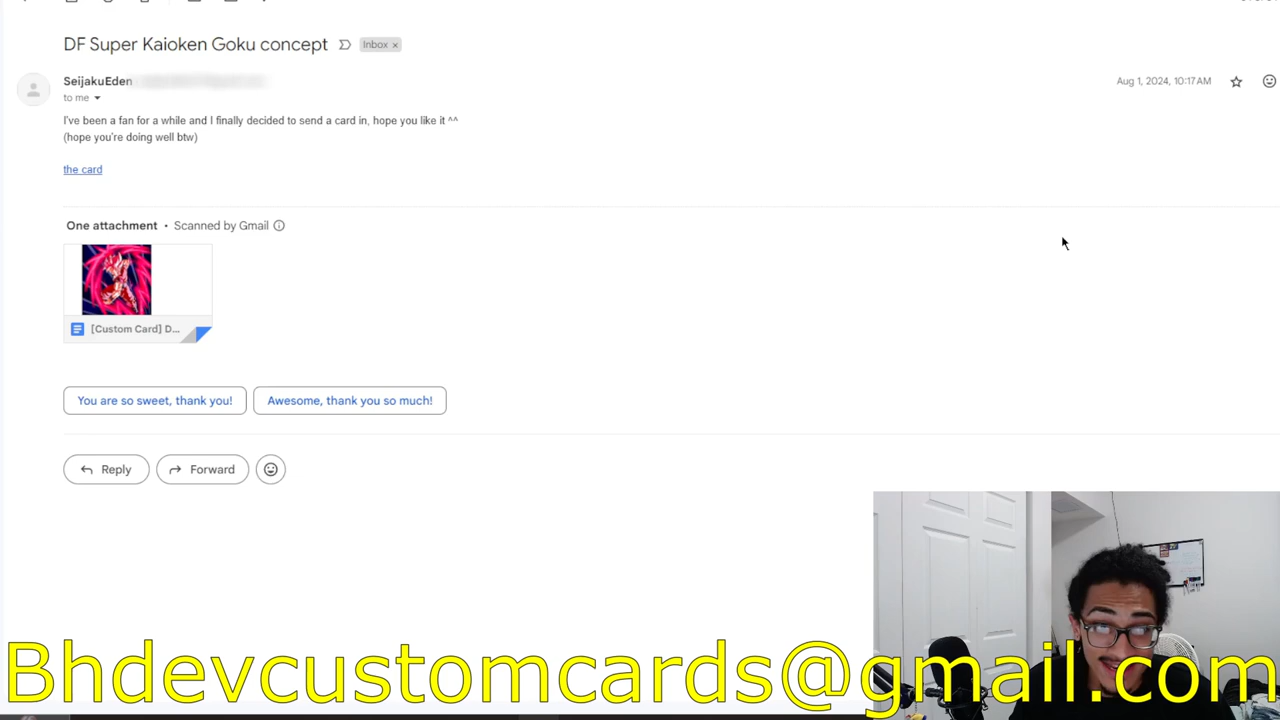 DF Super Kaioken Goku concept
Inbox ×
SeijakuEden
Aug 1, 2024, 10:17AM
to me
I've been a fan for a while and I finally decided to send a card in, hope you like it ^^
(hope you're doing well btw)
the card
One attachment • Scanned by Gmail
[Custom Card] D...
You are so sweet, thank you!
Awesome, thank you so much!
Reply
Forward
Bhdevcustomcards@gmail.com